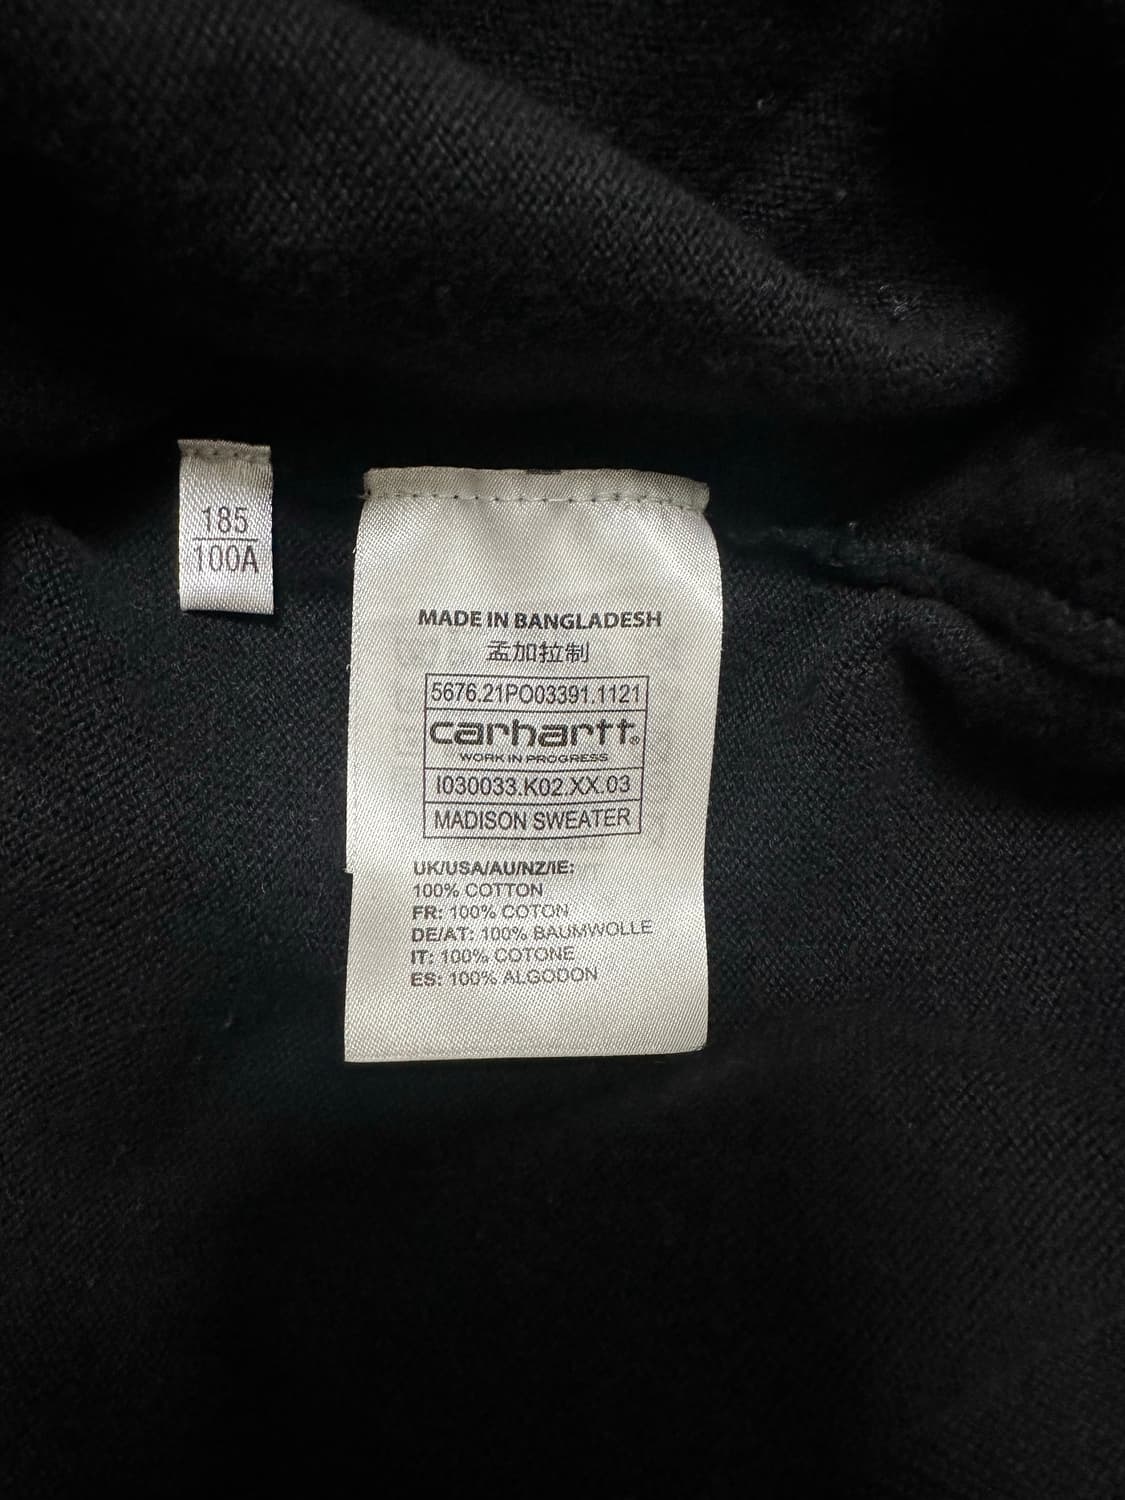 185
100A
MADE IN BANGLADESH
孟加拉制
5676.21PO03391.1121
carhartt®
WORK IN PROGRESS
I030033.K02.XX.03
MADISON SWEATER
UK/USA/AU/NZ/IE:
100% COTTON
FR: 100% COTON
DE/AT: 100% BAUMWOLLE
IT: 100% COTONE
ES: 100% ALGODON